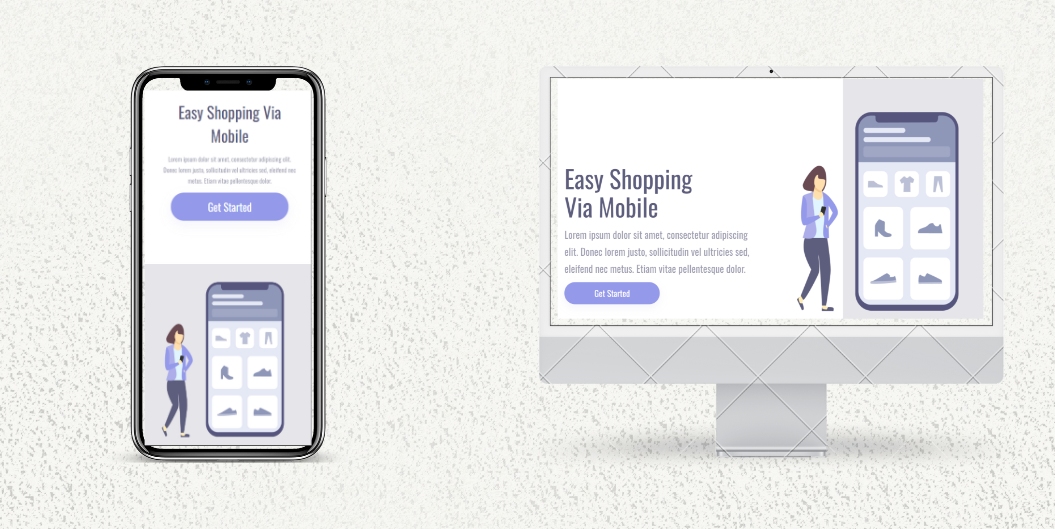 Easy Shopping Via
Mobile
Lorem ipsum dolor sit amet, consectetur adipiscing elit.
Donec lorem justo, sollicitudin vel ultricies sed, eleifend nec
metus. Etiam vitae pellentesque dolor.
Get Started
Easy Shopping
Via Mobile
Lorem ipsum dolor sit amet, consectetur adipiscing
elit. Donec lorem justo, sollicitudin vel ultricies sed,
eleifend nec metus. Etiam vitae pellentesque dolor.
Get Started